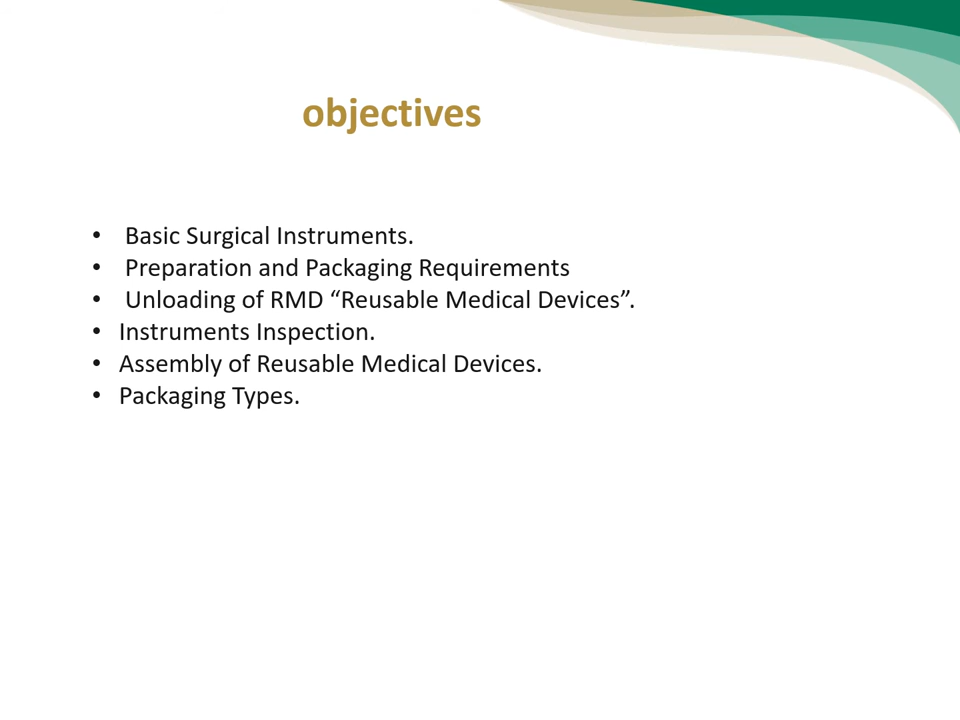 objectives
• Basic Surgical Instruments.
• Preparation and Packaging Requirements
• Unloading of RMD “Reusable Medical Devices”.
• Instruments Inspection.
• Assembly of Reusable Medical Devices.
• Packaging Types.